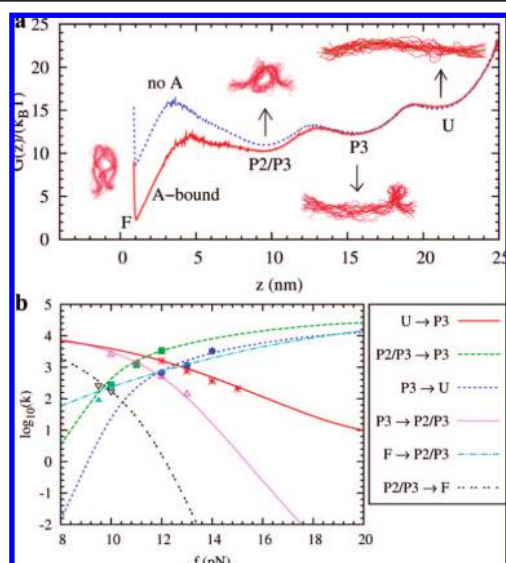 a
25
20
15
10
5
0
G(z)/(k_BT)
no A
A−bound
F
P2/P3
P3
U
0 5 10 15 20 25
z (nm)
b
5
4
3
2
1
0
-1
-2
log10(k)
8 10 12 14 16 18 20
f (pN)
U → P3
P2/P3 → P3
P3 → U
P3 → P2/P3
F → P2/P3
P2/P3 → F